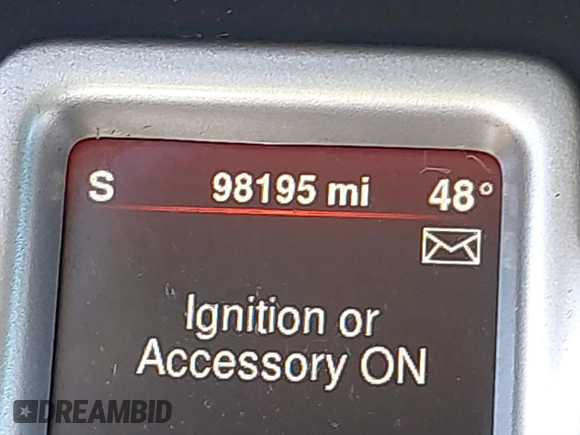 S 98195 mi 48°
Ignition or
Accessory ON
DREAMBID